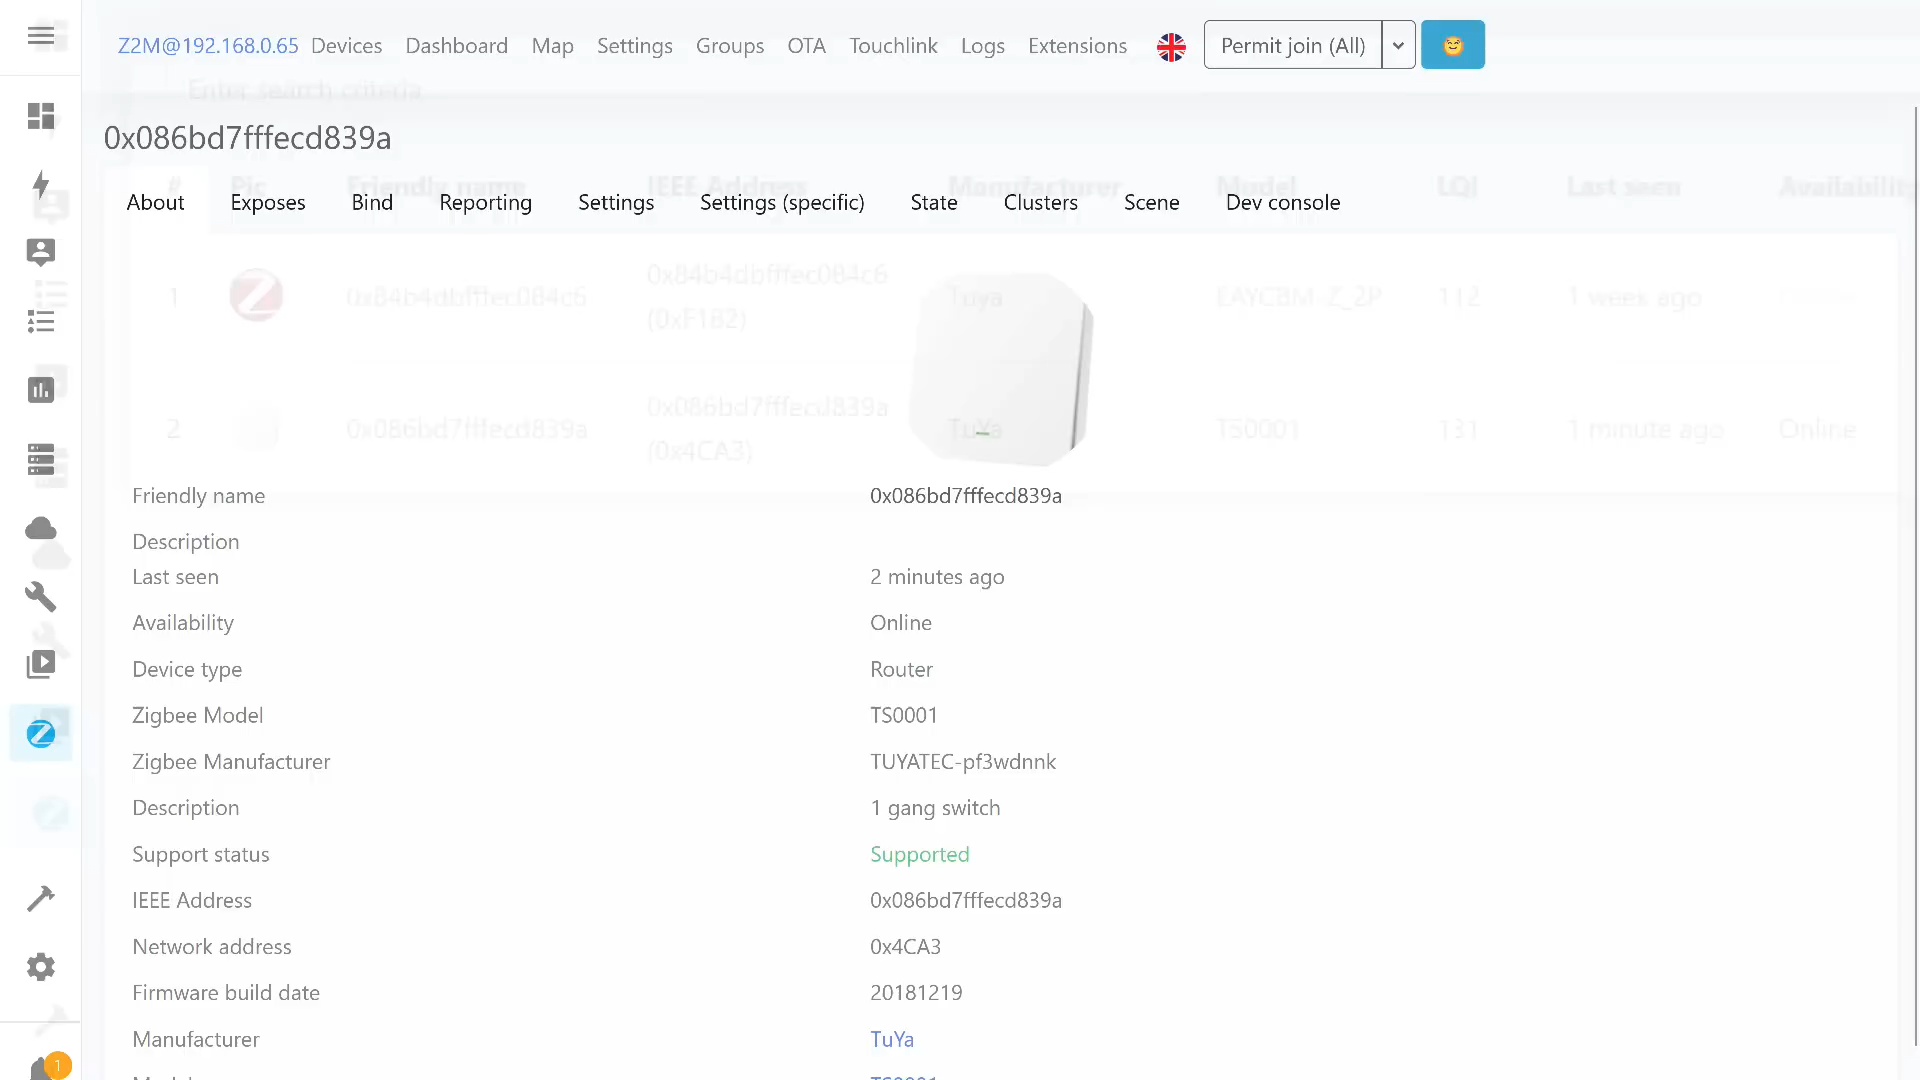 Z2M@192.168.0.65 Devices Dashboard Map Settings Groups OTA Touchlink Logs Extensions Permit join (All)
Enter search criteria
0x086bd7fffecd839a
# Pic Friendly name IEEE Address Manufacturer Model LQI Last seen Availability
About Exposes Bind Reporting Settings Settings (specific) State Clusters Scene Dev console
1 0x84b4dbfffec084c6 0x84b4dbfffec084c6 Tuya EAYCBM-Z_2P 112 1 week ago
(0xF1B2)
2 0x086bd7fffecd839a 0x086bd7fffecd839a TuYa TS0001 131 1 minute ago Online
(0x4CA3)
Friendly name 0x086bd7fffecd839a
Description
Last seen 2 minutes ago
Availability Online
Device type Router
Zigbee Model TS0001
Zigbee Manufacturer TUYATEC-pf3wdnnk
Description 1 gang switch
Support status Supported
IEEE Address 0x086bd7fffecd839a
Network address 0x4CA3
Firmware build date 20181219
Manufacturer TuYa
1